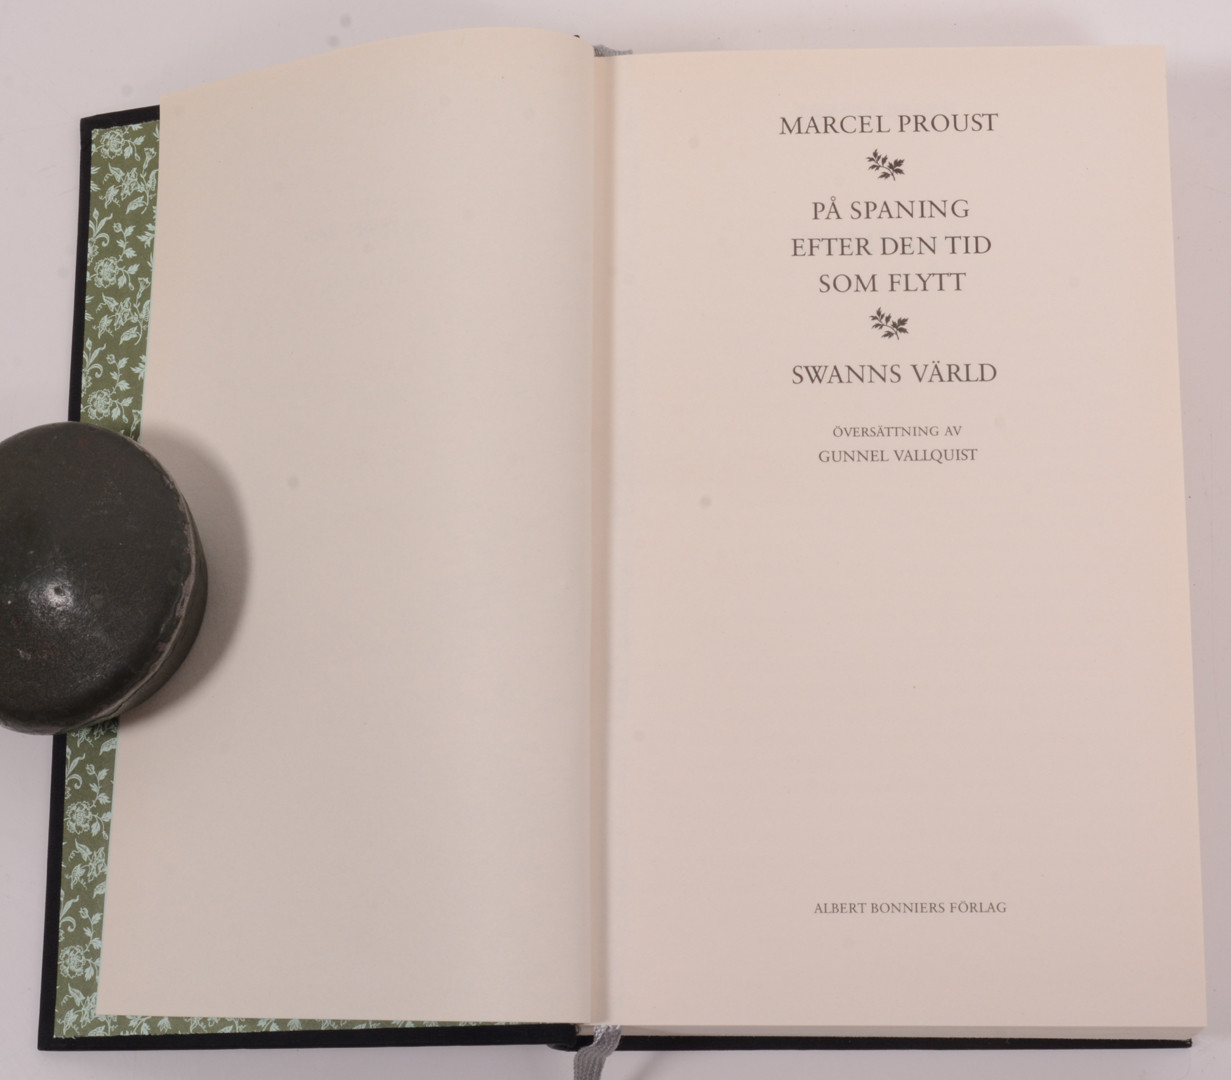 MARCEL PROUST
PÅ SPANING
EFTER DEN TID
SOM FLYTT
SWANNS VÄRLD
ÖVERSÄTTNING AV
GUNNEL VALLQUIST
ALBERT BONNIERS FÖRLAG